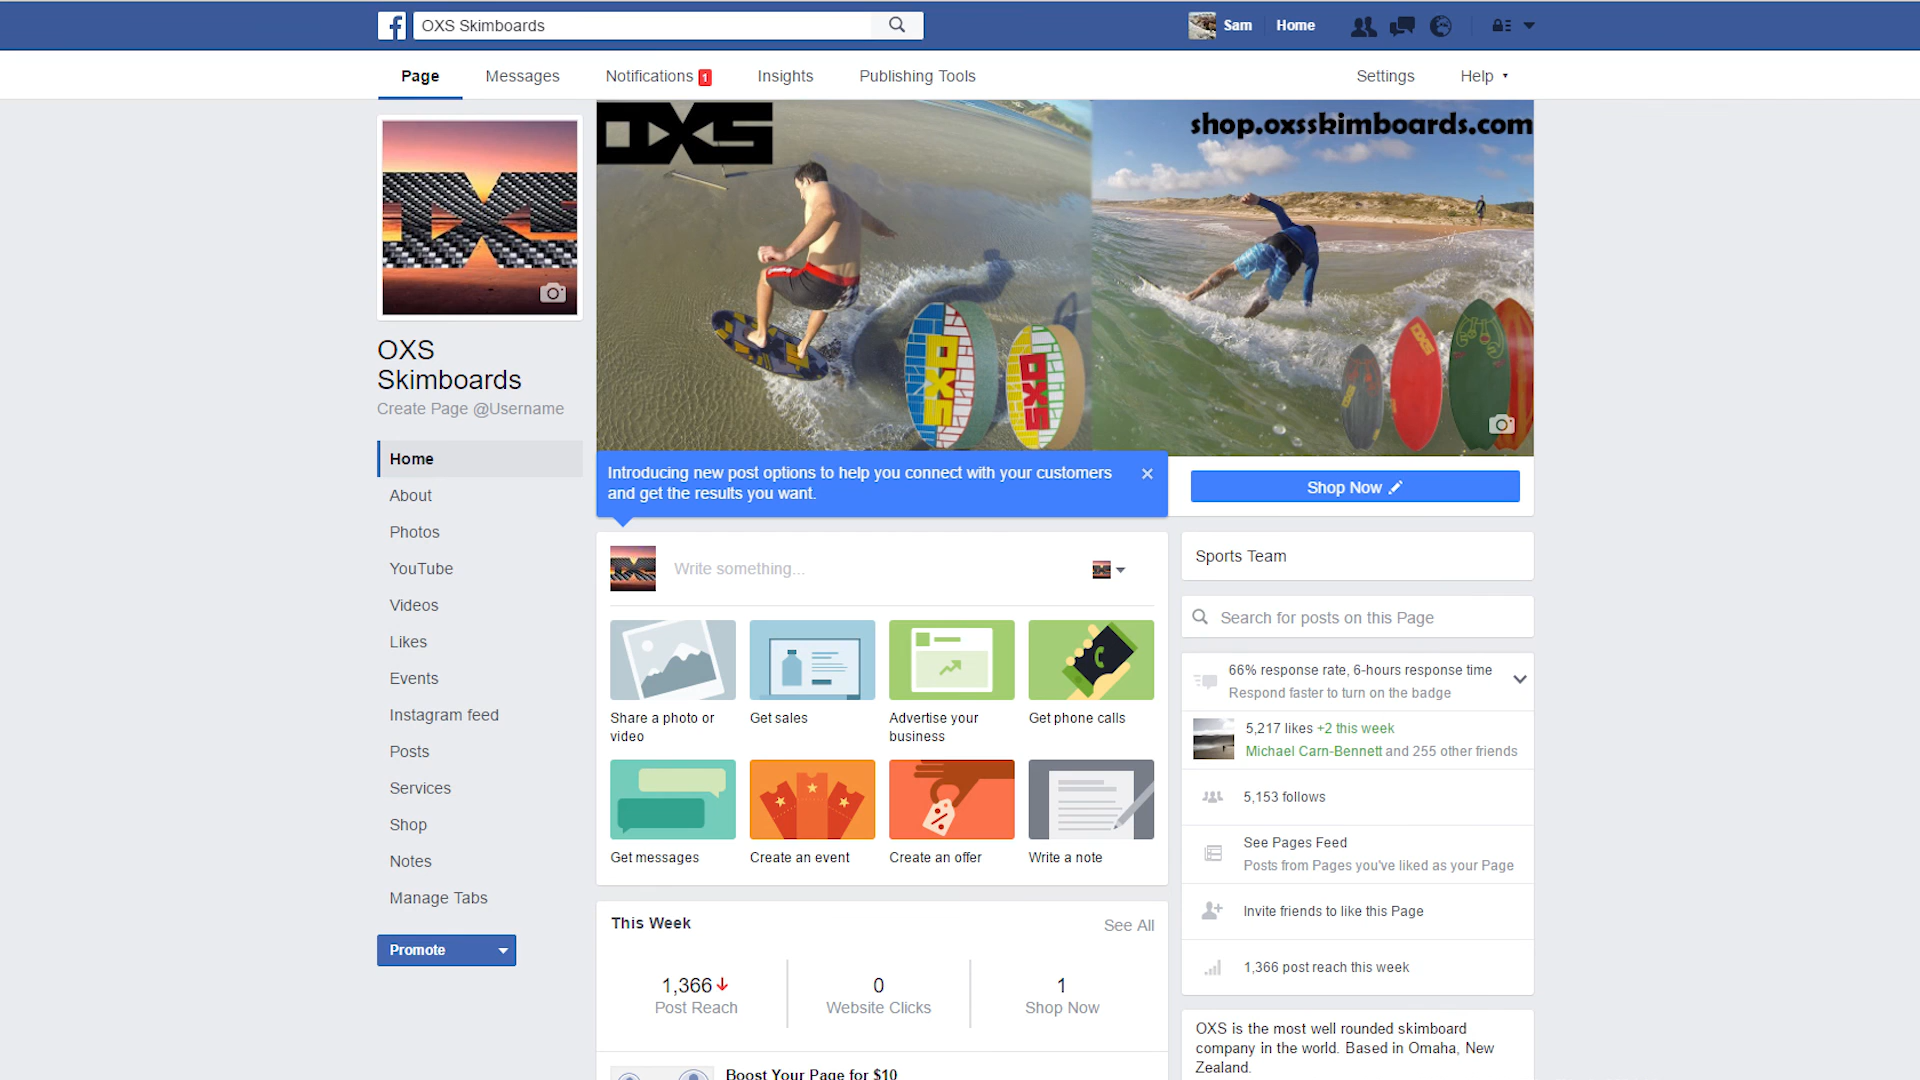 OXS Skimboards
Sam
Home
Page
Messages
Notifications 1
Insights
Publishing Tools
Settings
Help
OXS
shop.oxsskimboards.com
OXS
OXS
OXS
Skimboards
Create Page @Username
Home
About
Photos
YouTube
Videos
Likes
Events
Instagram feed
Posts
Services
Shop
Notes
Manage Tabs
Promote
Introducing new post options to help you connect with your customers
and get the results you want.
Shop Now
Write something...
Share a photo or
video
Get sales
Advertise your
business
Get phone calls
Get messages
Create an event
Create an offer
Write a note
This Week
See All
1,366
Post Reach
0
Website Clicks
1
Shop Now
Boost Your Page for $10
Sports Team
Search for posts on this Page
66% response rate, 6-hours response time
Respond faster to turn on the badge
5,217 likes +2 this week
Michael Carn-Bennett and 255 other friends
5,153 follows
See Pages Feed
Posts from Pages you've liked as your Page
Invite friends to like this Page
1,366 post reach this week
OXS is the most well rounded skimboard
company in the world. Based in Omaha, New
Zealand.